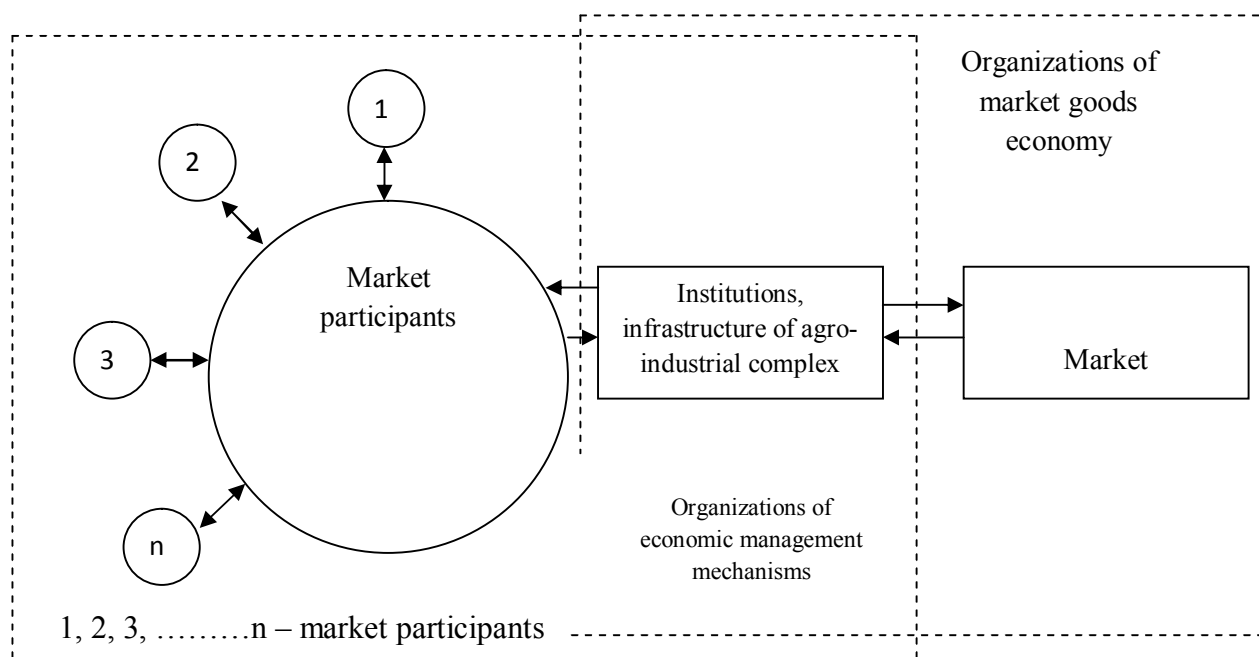 Organizations of
market goods
economy
1
2
Market
participants
Institutions,
infrastructure of agro-
industrial complex
Market
3
n
Organizations of
economic management
mechanisms
1, 2, 3, ………n – market participants